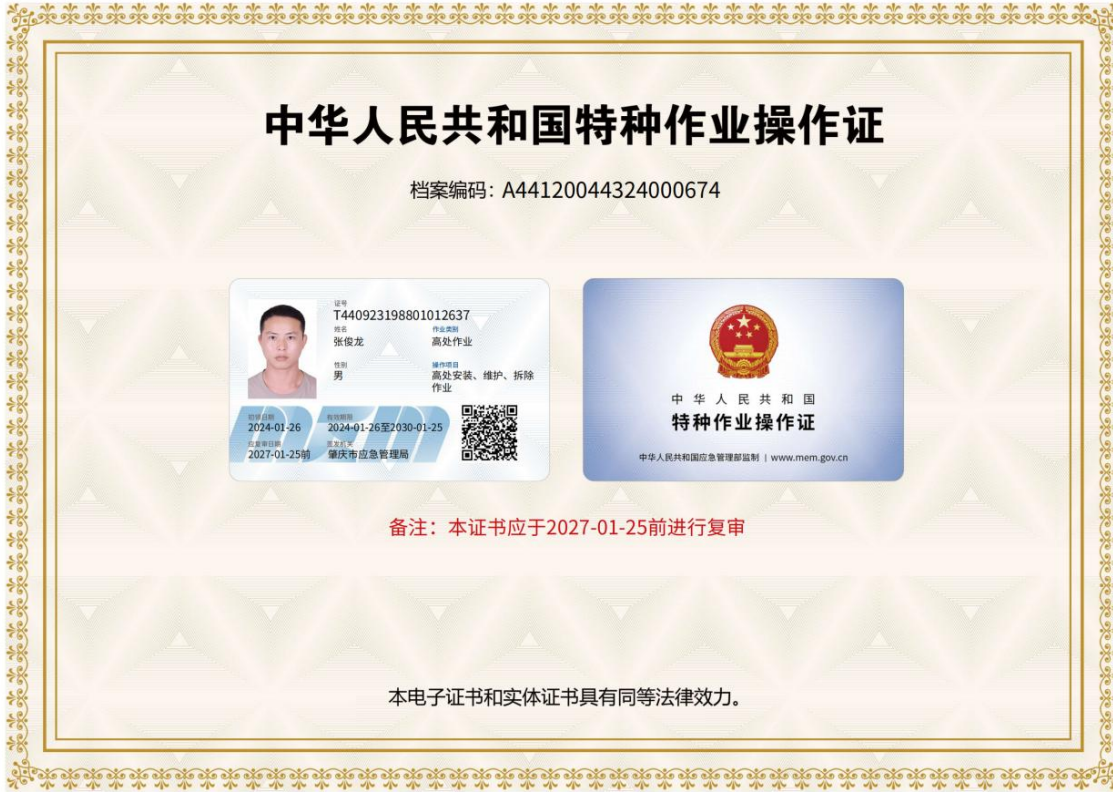 中华人民共和国特种作业操作证
档案编码：A44120044324000674
证号
T440923198801012637
姓名
张俊龙
作业类别
高处作业
性别
男
操作项目
高处安装、维护、拆除
作业
初领日期
2024-01-26
有效期限
2024-01-26至2030-01-25
应复审日期
2027-01-25前
签发机关
肇庆市应急管理局
中华人民共和国
特种作业操作证
中华人民共和国应急管理部监制 | www.mem.gov.cn
备注：本证书应于2027-01-25前进行复审
本电子证书和实体证书具有同等法律效力。